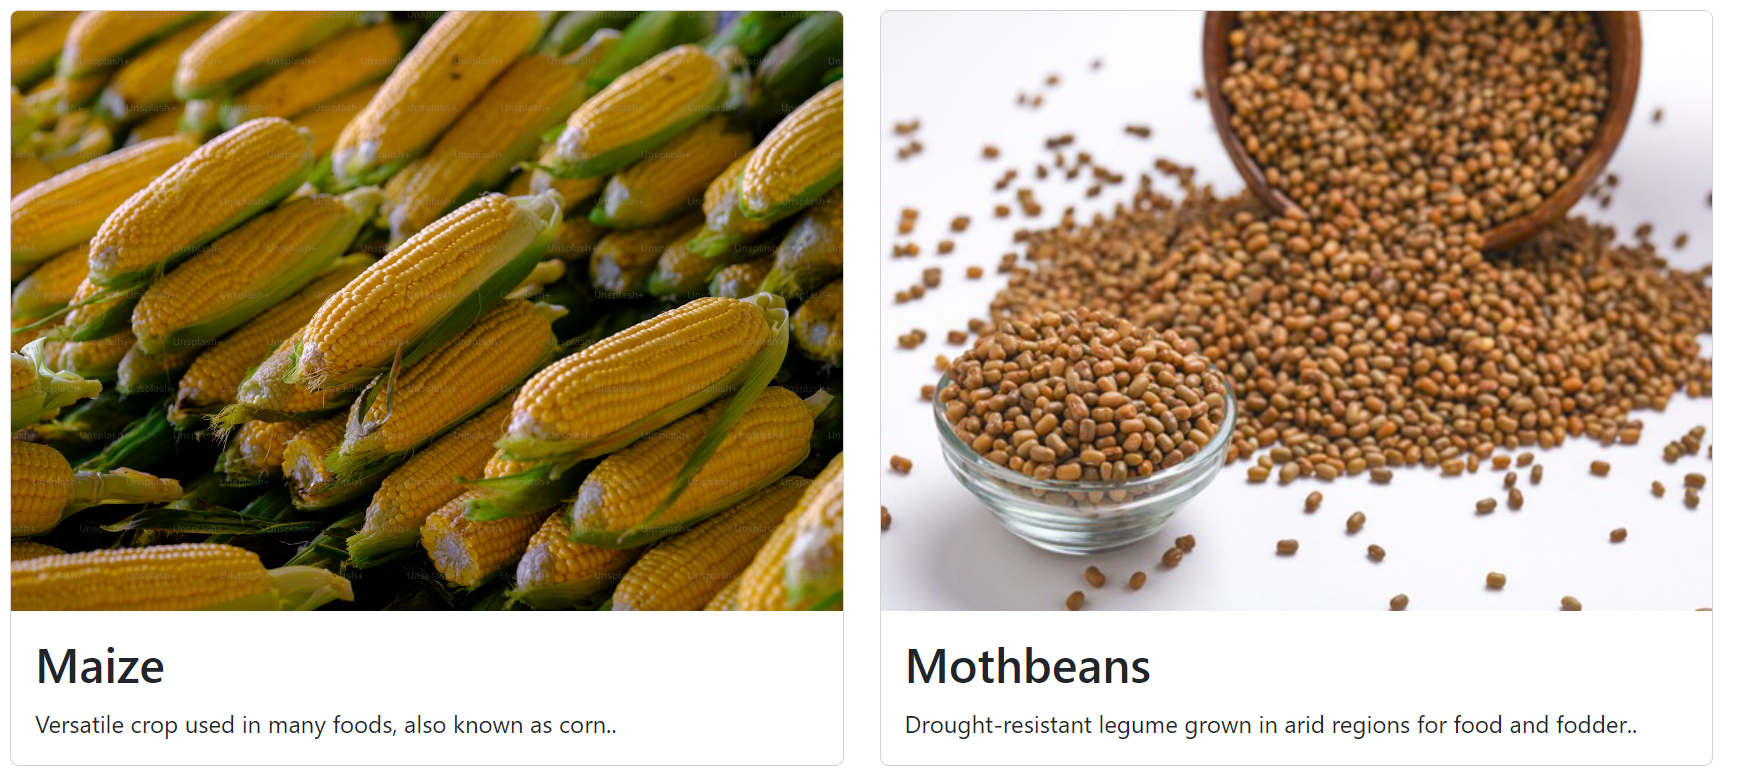 Maize
Versatile crop used in many foods, also known as corn..
Mothbeans
Drought-resistant legume grown in arid regions for food and fodder..
Unsplash+